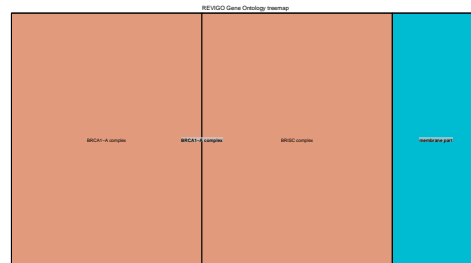 REVIGO Gene Ontology treemap
BRCA1−A complex
BRCA1−A complex
BRISC complex
membrane part